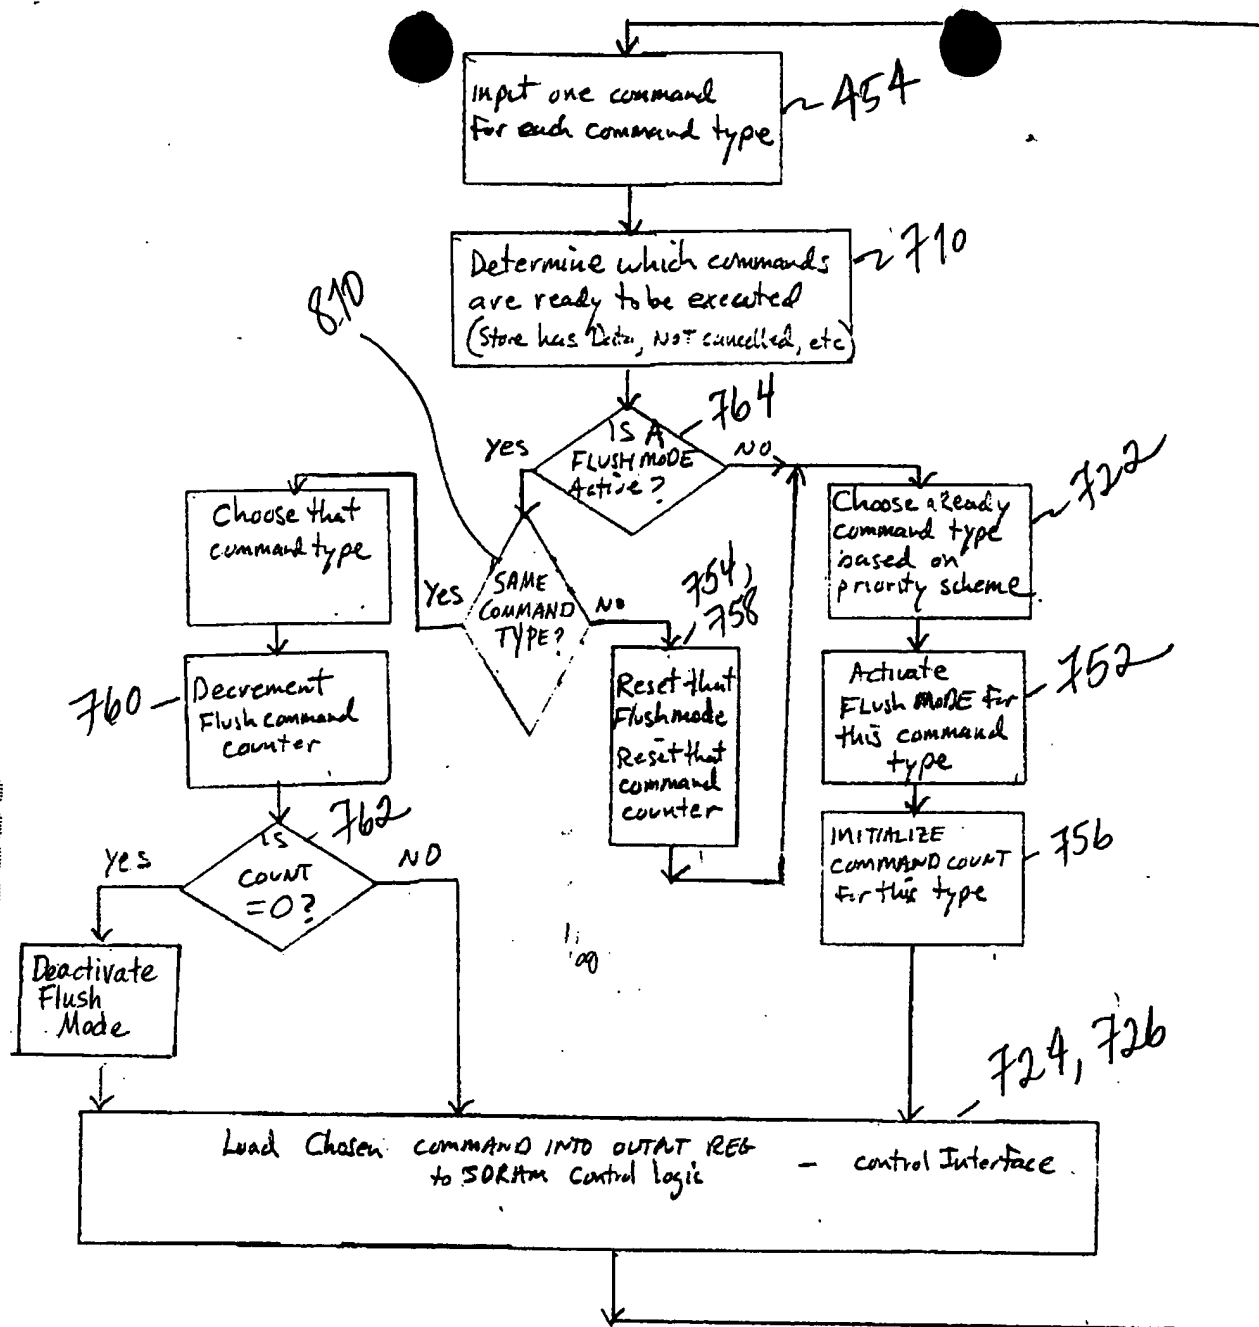 Input one command
for each command type
454
Determine which commands
are ready to be executed
(Store has Data, NOT cancelled, etc)
710
810
IS A
FLUSH MODE
Active?
764
Yes
NO
Choose that
command type
Choose a Ready
command type
based on
priority scheme
722
SAME
COMMAND
TYPE?
Yes
NO
754,
758
Reset that
Flush mode
Reset that
command
counter
Decrement
Flush command
counter
760
Activate
FLush MODE for
this command
type
752
IS
COUNT
=0?
762
Yes
NO
INITIALIZE
COMMAND COUNT
for this type
756
Deactivate
Flush
Mode
724, 726
Load Chosen COMMAND INTO OUTPUT REG
to SDRAM Control logic
- control Interface